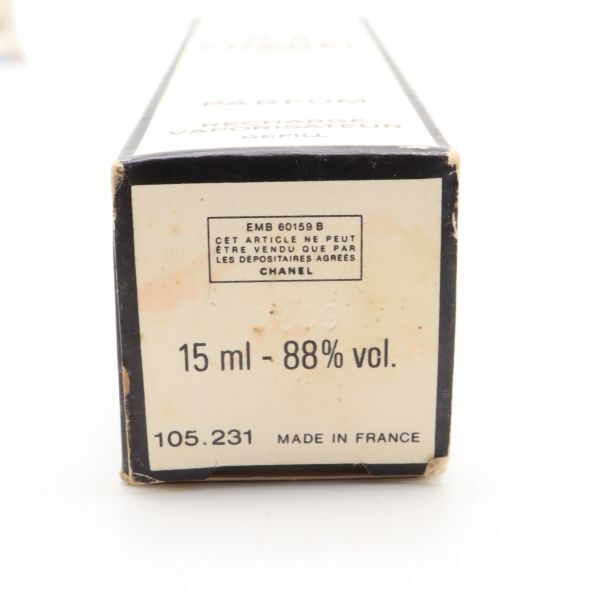 CHANEL
PARFUM
RECHARGE
VAPORISATEUR
REFILL
EMB 60159 B
CET ARTICLE NE PEUT
ÊTRE VENDU QUE PAR
LES DÉPOSITAIRES AGRÉÉS
CHANEL
15 ml - 88% vol.
105.231 MADE IN FRANCE